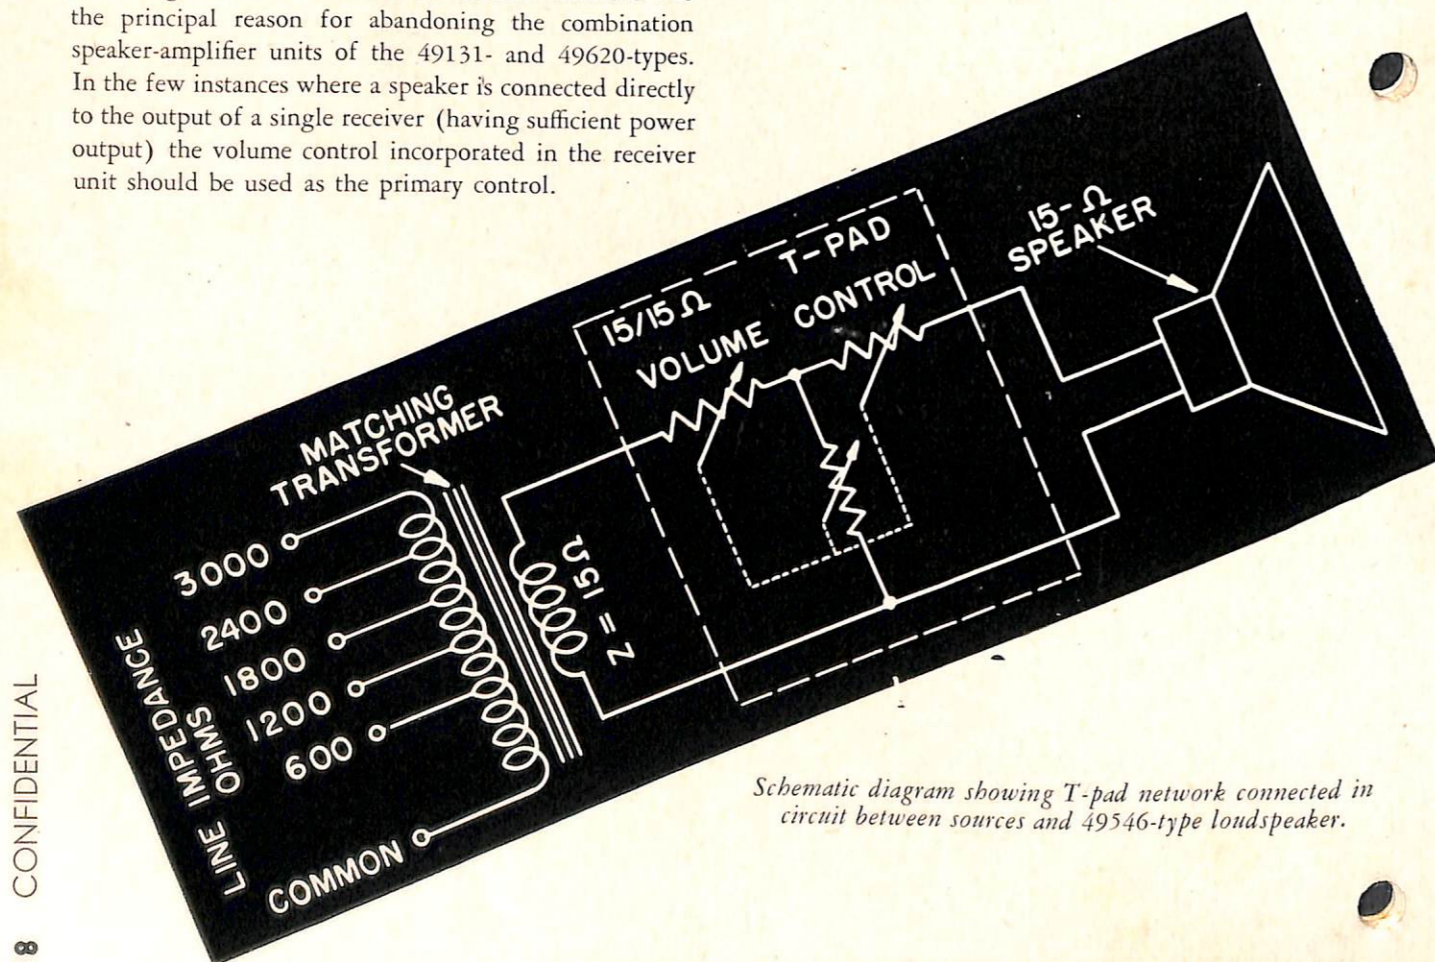 the principal reason for abandoning the combination
speaker-amplifier units of the 49131- and 49620-types.
In the few instances where a speaker is connected directly
to the output of a single receiver (having sufficient power
output) the volume control incorporated in the receiver
unit should be used as the primary control.
15/15 Ω T-PAD
VOLUME CONTROL
15-Ω
SPEAKER
MATCHING
TRANSFORMER
3000
2400
1800
1200
600
COMMON
LINE IMPEDANCE
OHMS
Z = 15Ω
Schematic diagram showing T-pad network connected in
circuit between sources and 49546-type loudspeaker.
8 CONFIDENTIAL